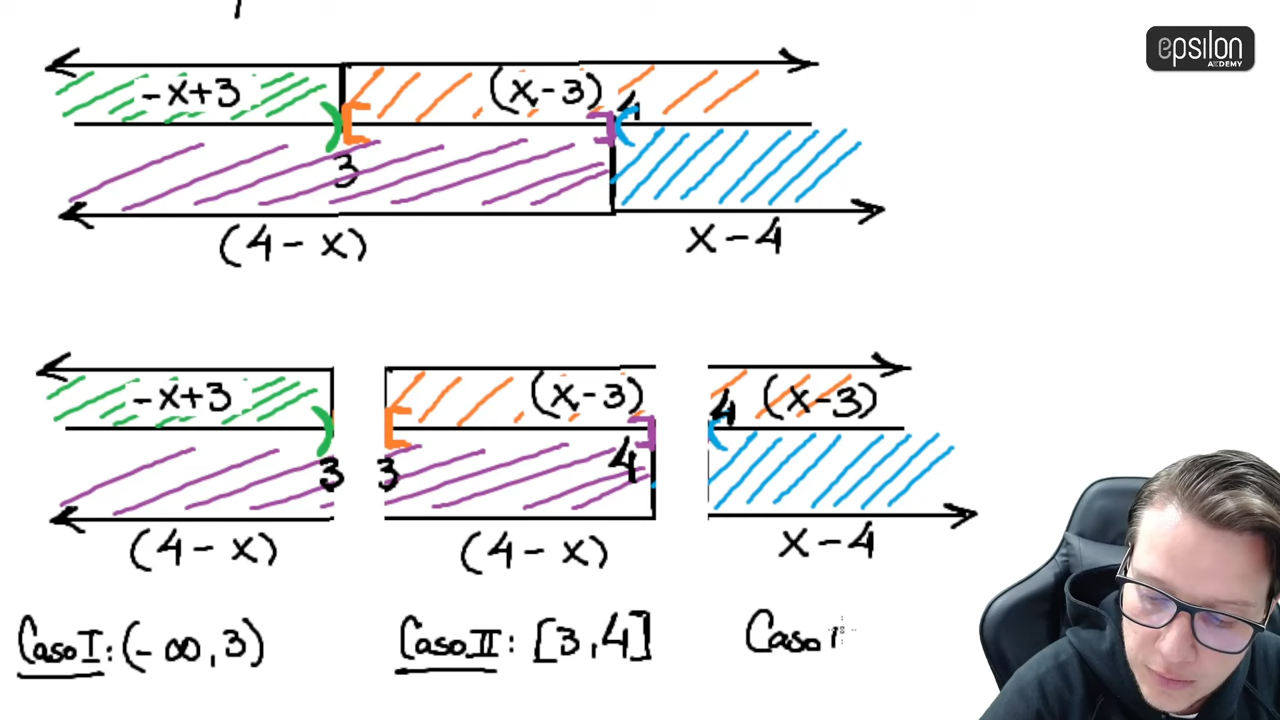 epsilon
AXDEMY
-x+3 (x-3) 4
3
(4-x) x-4
-x+3 (x-3) 4 (x-3)
3 3 4
(4-x) (4-x) x-4
Caso I: (-∞,3) Caso II: [3,4] Caso I